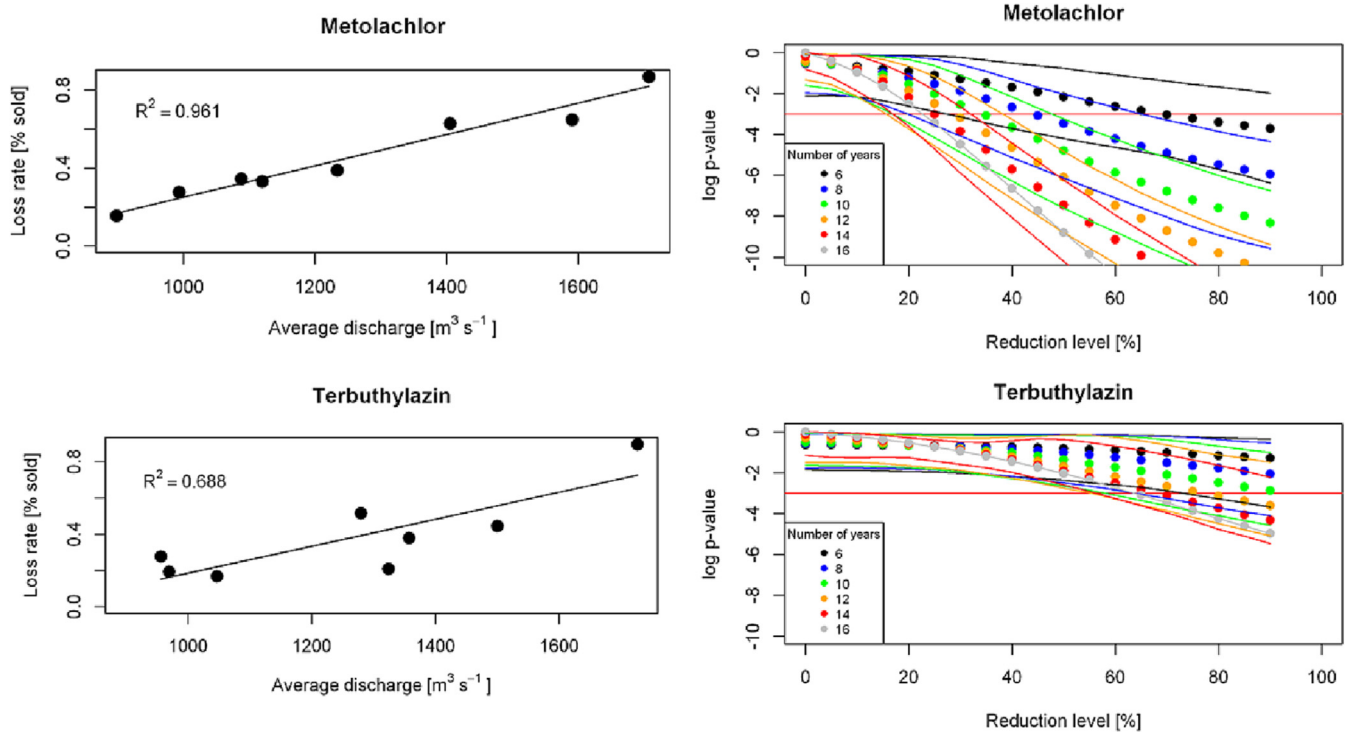 Metolachlor
Loss rate [% sold]
0.8
0.4
0.0
R² = 0.961
1000 1200 1400 1600
Average discharge [m³ s⁻¹ ]
Metolachlor
log p-value
0
-2
-4
-6
-8
-10
Number of years
6
8
10
12
14
16
0 20 40 60 80 100
Reduction level [%]
Terbuthylazin
Loss rate [% sold]
0.8
0.4
0.0
R² = 0.688
1000 1200 1400 1600
Average discharge [m³ s⁻¹ ]
Terbuthylazin
log p-value
0
-2
-4
-6
-8
-10
Number of years
6
8
10
12
14
16
0 20 40 60 80 100
Reduction level [%]